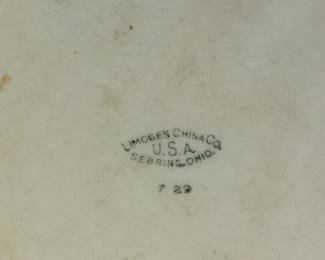 LIMOGES CHINA CO.
U.S.A.
SEBRING, OHIO.
7 29